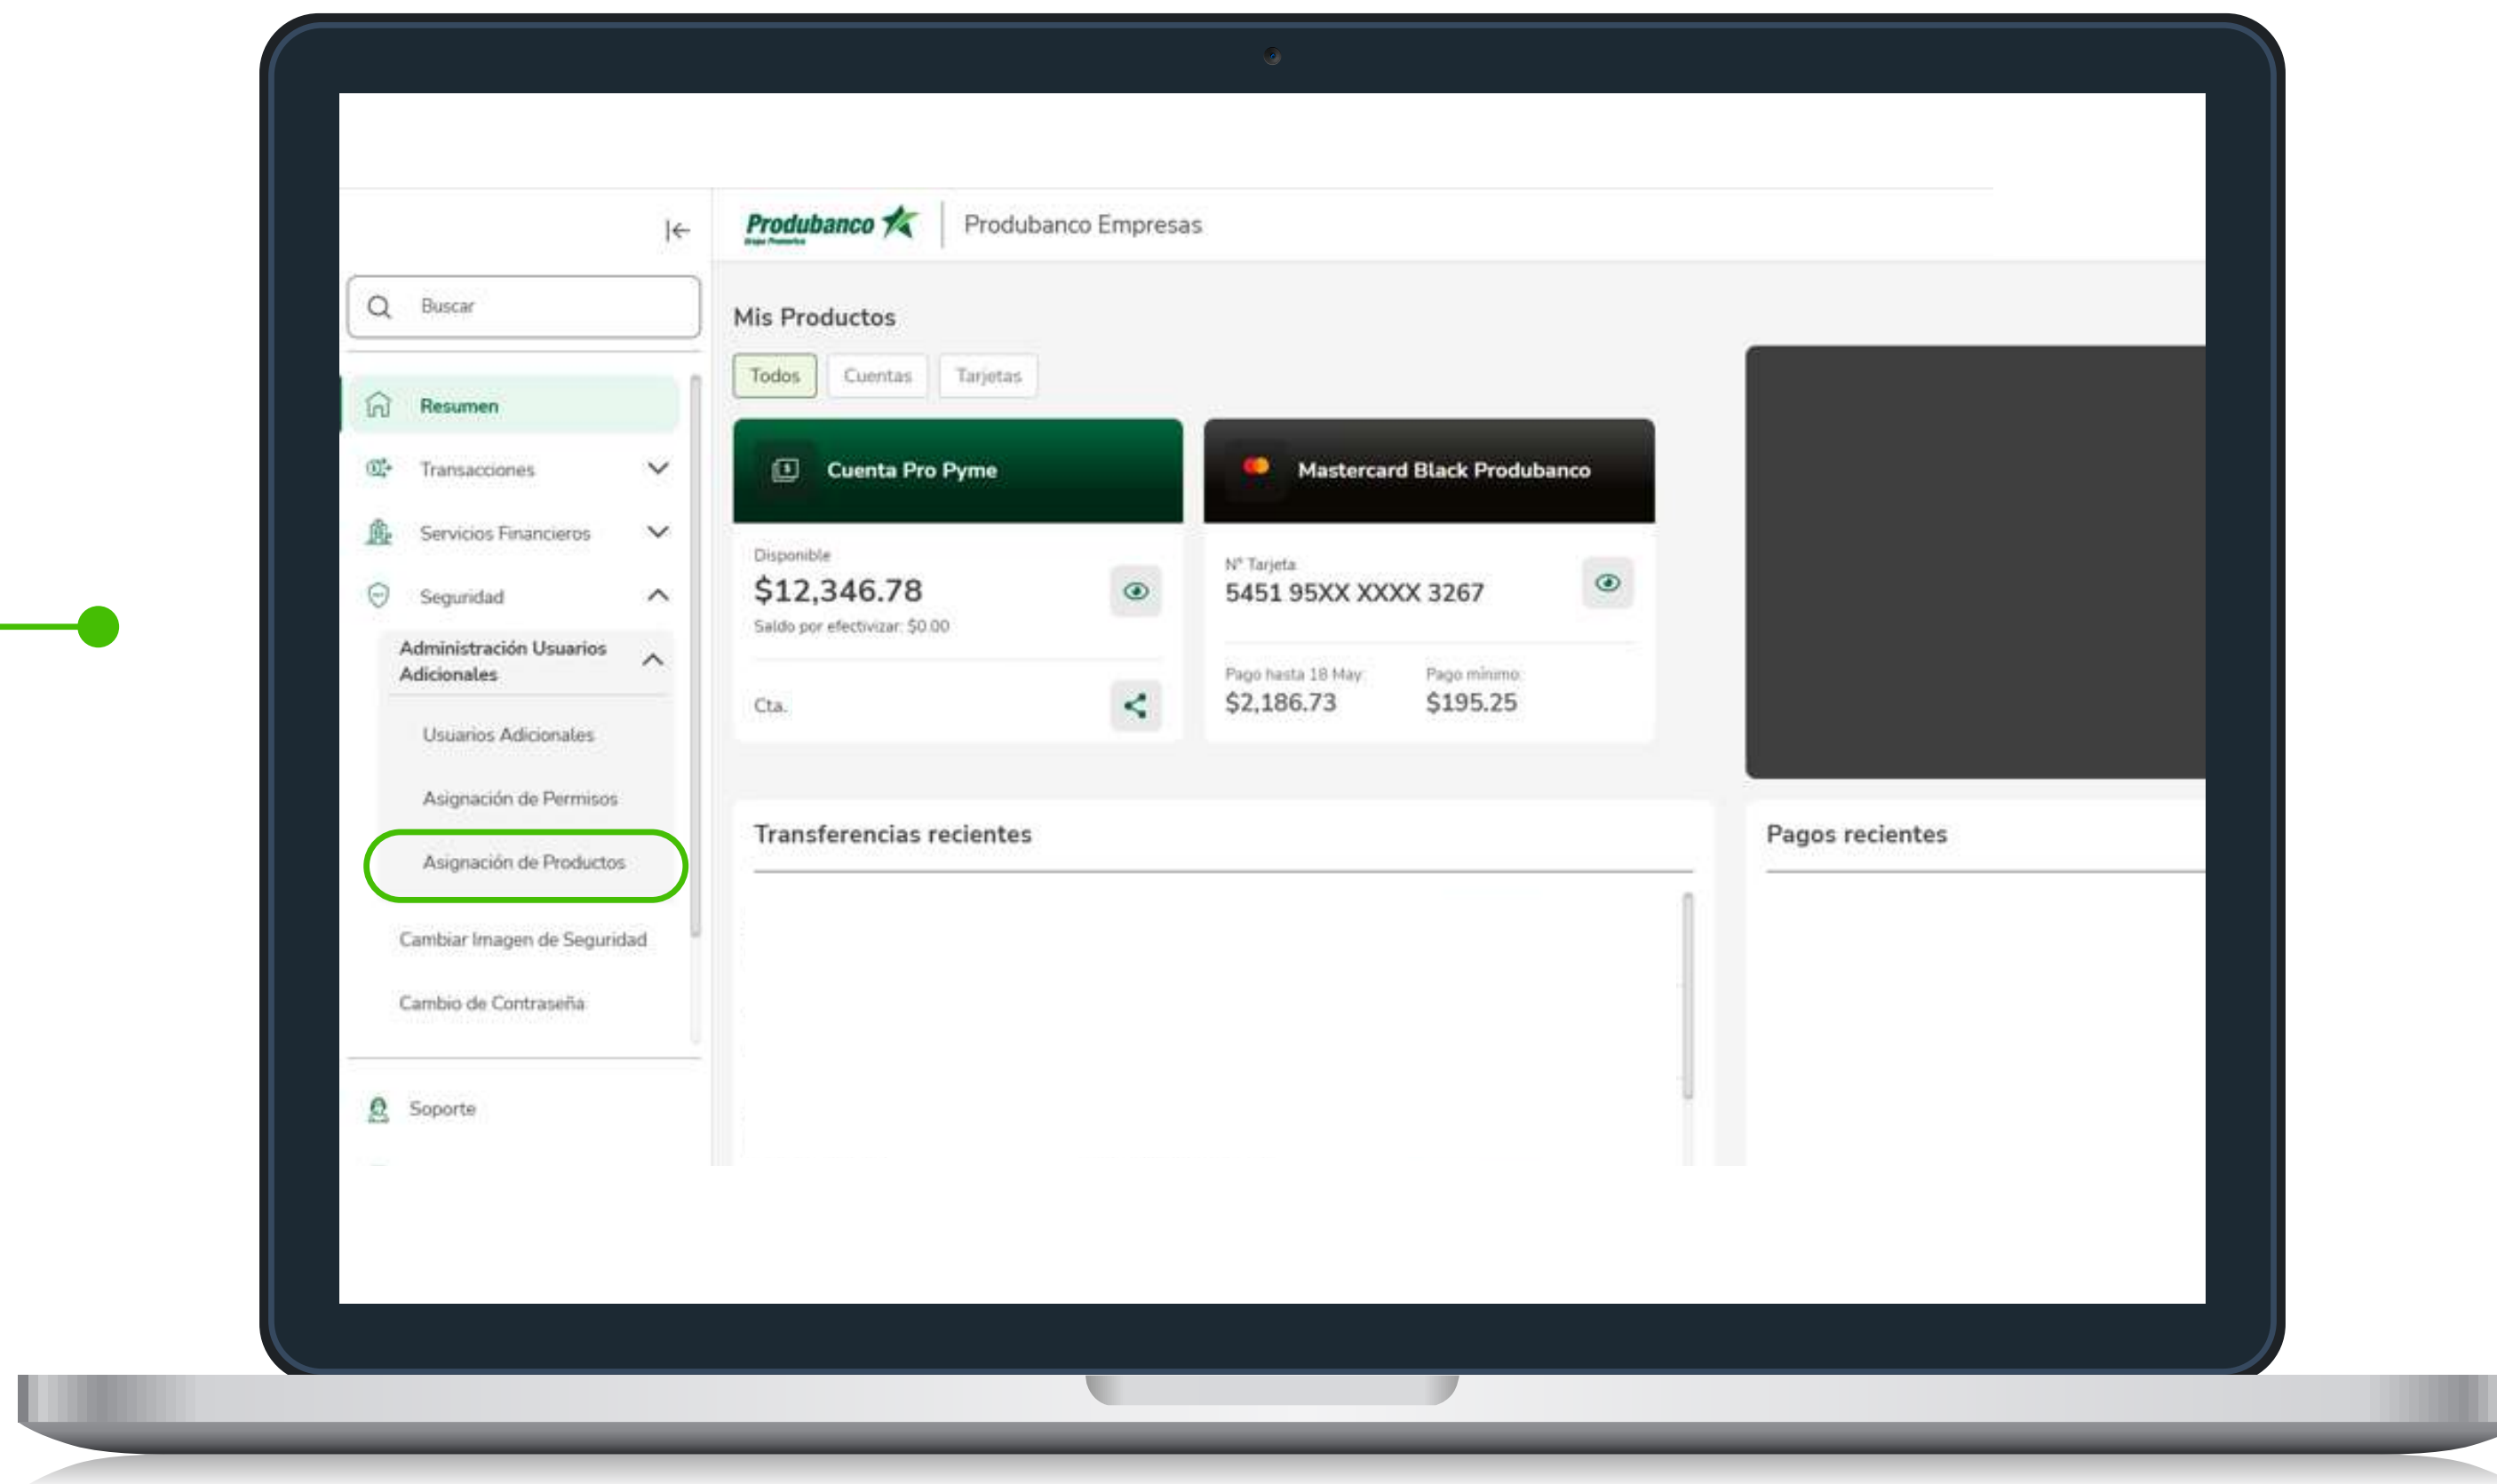 Produbanco
Grupo Promerica
Produbanco Empresas
Buscar
Resumen
Transacciones
Servicios Financieros
Seguridad
Administración Usuarios
Adicionales
Usuarios Adicionales
Asignación de Permisos
Asignación de Productos
Cambiar Imagen de Seguridad
Cambio de Contraseña
Soporte
Mis Productos
Todos
Cuentas
Tarjetas
Cuenta Pro Pyme
Disponible
$12,346.78
Saldo por efectivizar: $0.00
Cta.
Mastercard Black Produbanco
N° Tarjeta
5451 95XX XXXX 3267
Pago hasta 18 May:
$2,186.73
Pago mínimo:
$195.25
Transferencias recientes
Pagos recientes